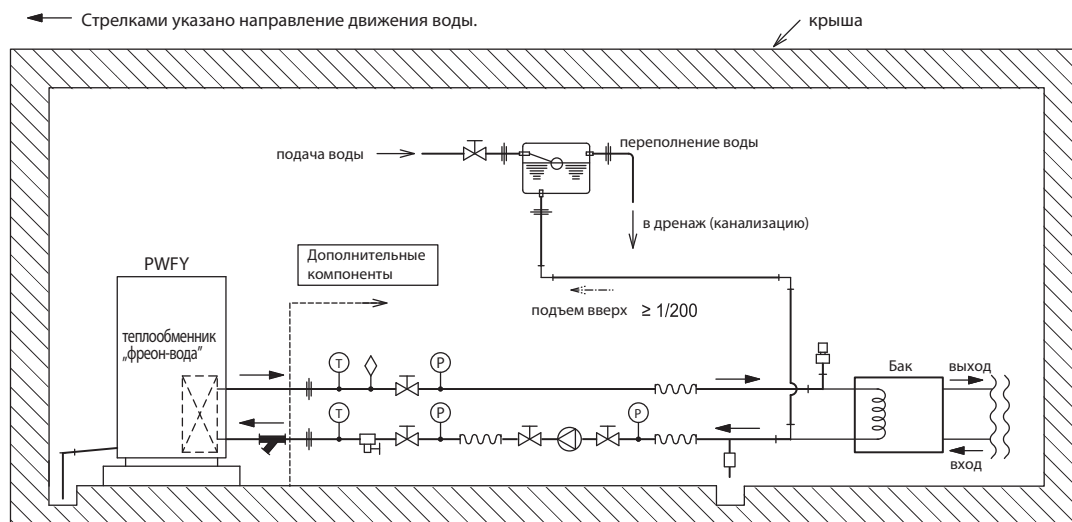 Стрелками указано направление движения воды.
крыша
подача воды
переполнение воды
в дренаж (канализацию)
Дополнительные
компоненты
PWFY
подъем вверх ≥ 1/200
теплообменник
„фреон-вода”
T
P
Бак
выход
T
P
P
вход